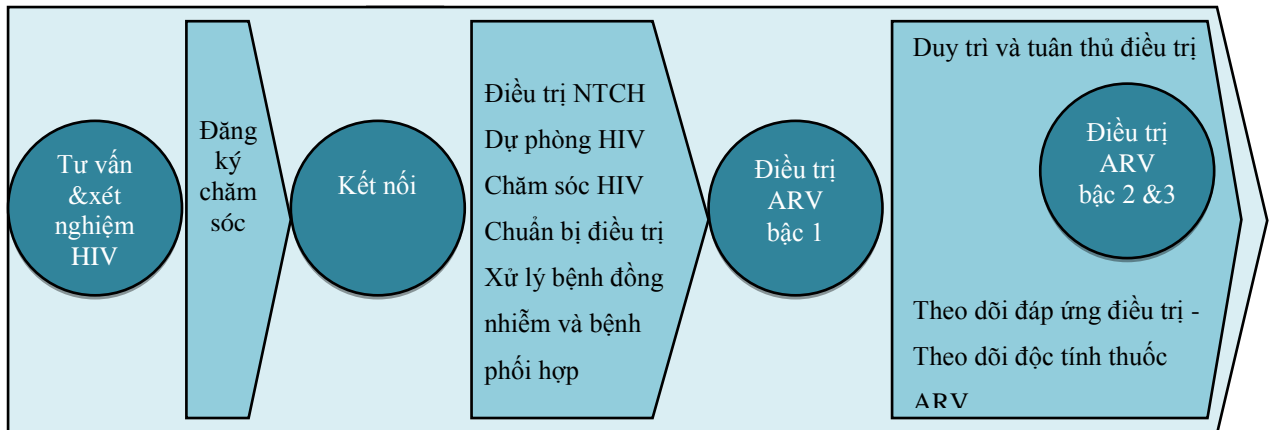 Tư vấn
&xét
nghiệm
HIV
Đăng
ký
chăm
sóc
Kết nối
Điều trị NTCH
Dự phòng HIV
Chăm sóc HIV
Chuẩn bị điều trị
Xử lý bệnh đồng
nhiễm và bệnh
phối hợp
Điều trị
ARV
bậc 1
Duy trì và tuân thủ điều trị
Điều trị
ARV
bậc 2 &3
Theo dõi đáp ứng điều trị -
Theo dõi độc tính thuốc
ARV